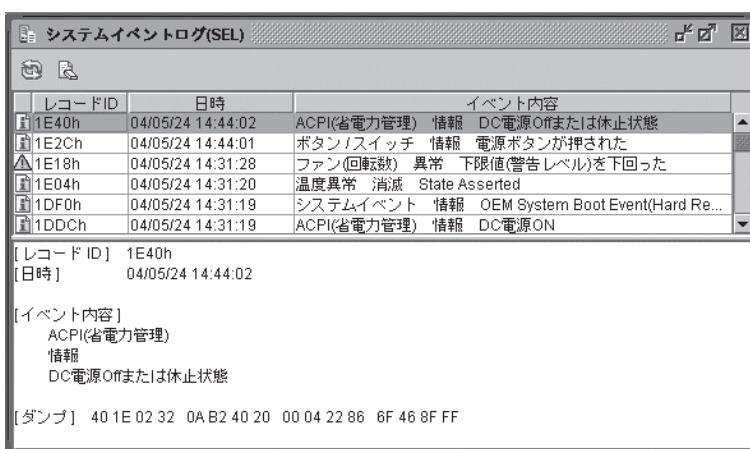 システムイベントログ(SEL)
レコードID 日時 イベント内容
1E40h 04/05/24 14:44:02 ACPI(省電力管理) 情報 DC電源Offまたは休止状態
1E2Ch 04/05/24 14:44:01 ボタン/スイッチ 情報 電源ボタンが押された
1E18h 04/05/24 14:31:28 ファン(回転数) 異常 下限値(警告レベル)を下回った
1E04h 04/05/24 14:31:20 温度異常 消滅 State Asserted
1DF0h 04/05/24 14:31:19 システムイベント 情報 OEM System Boot Event(Hard Re...
1DDCh 04/05/24 14:31:19 ACPI(省電力管理) 情報 DC電源ON
[レコード ID] 1E40h
[日時] 04/05/24 14:44:02
[イベント内容]
ACPI(省電力管理)
情報
DC電源Offまたは休止状態
[ダンプ] 40 1E 02 32 0A B2 40 20 00 04 22 86 6F 46 8F FF